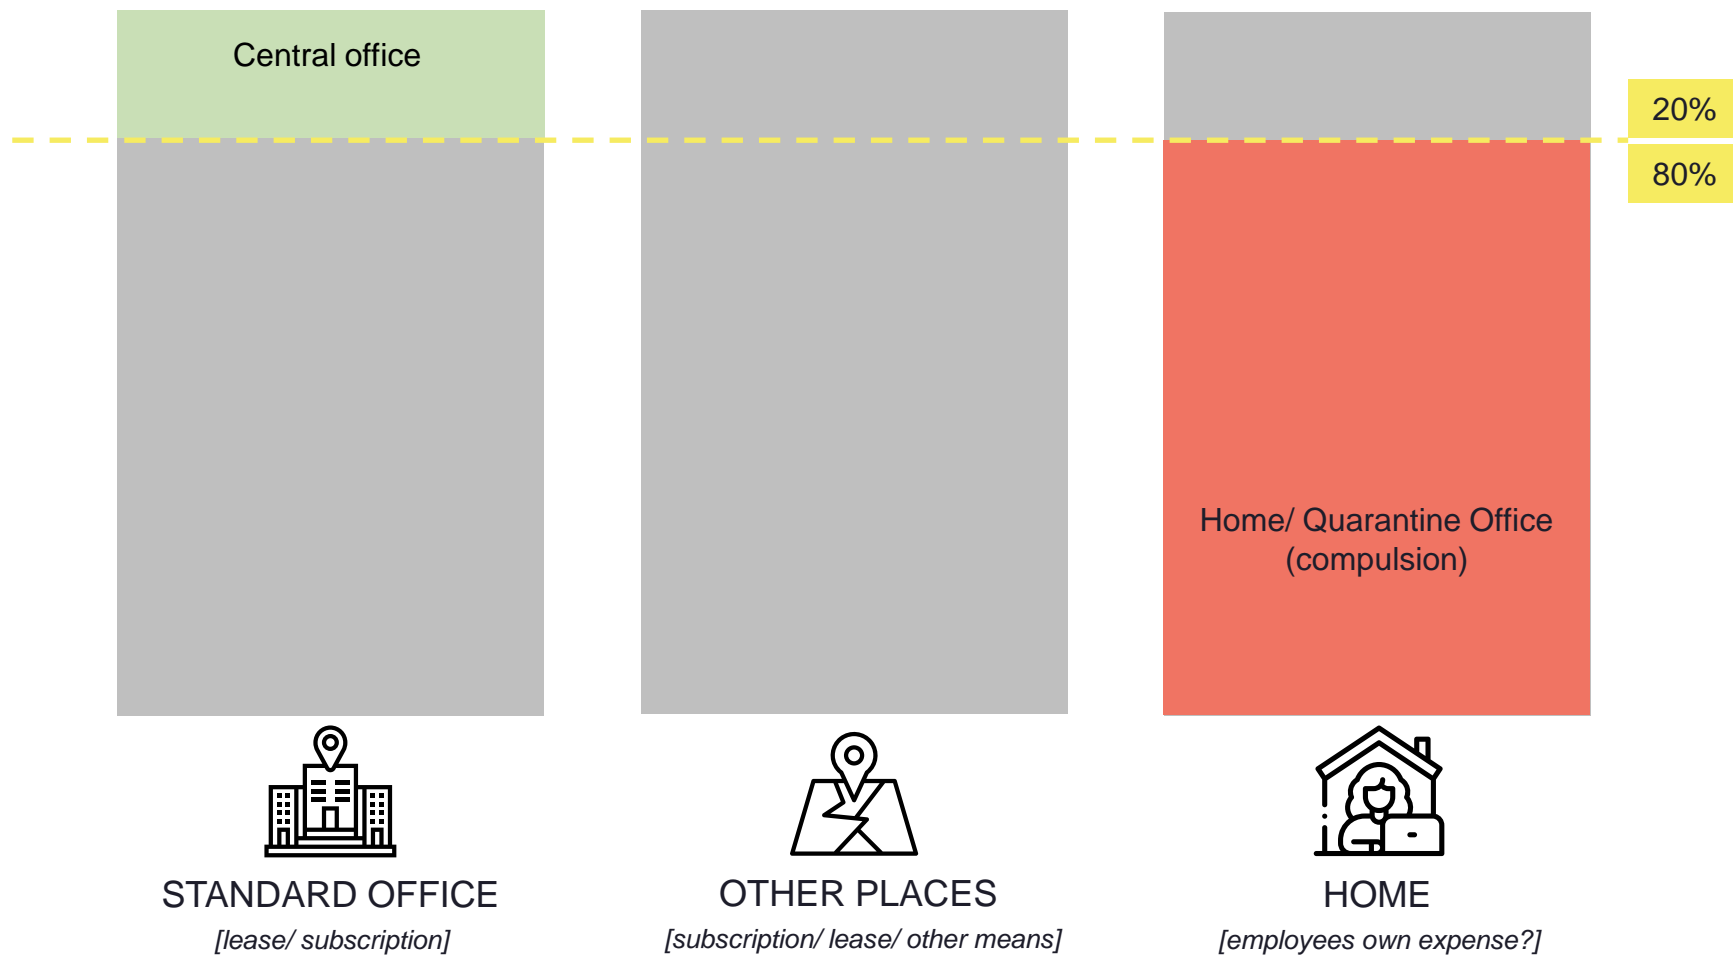 Central office
20%
80%
Home/ Quarantine Office
(compulsion)
STANDARD OFFICE
[lease/ subscription]
OTHER PLACES
[subscription/ lease/ other means]
HOME
[employees own expense?]